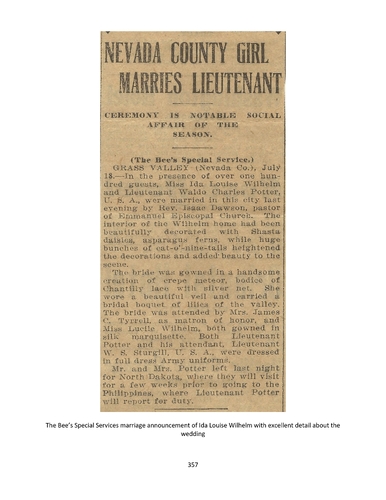 NEVADA COUNTY GIRL
MARRIES LIEUTENANT
CEREMONY IS NOTABLE SOCIAL
AFFAIR OF THE
SEASON.
(The Bee's Special Service.)
GRASS VALLEY (Nevada Co.), July
16.—In the presence of over one hun-
dred guests, Miss Ida Louise Wilhelm
and Lieutenant Waldo Charles Potter,
U. S. A., were married in this city last
evening by Rev. Isaac Dawson, pastor
of Emmanuel Episcopal Church. The
interior of the Wilhelm home had been
beautifully decorated with Shasta
daisies, asparagus ferns, while huge
bunches of cat-o'-nine-tails heightened
the decorations and added beauty to the
scene.
The bride was gowned in a handsome
creation of crepe meteor, bodice of
Chantilly lace with silver net. She
wore a beautiful veil and carried a
bridal boquet of lilies of the valley.
The bride was attended by Mrs. James
C. Tyrrell, as matron of honor, and
Miss Lucile Wilhelm, both gowned in
silk marquisette. Both Lieutenant
Potter and his attendant, Lieutenant
W. S. Sturgill, U. S. A., were dressed
in full dress Army uniforms.
Mr. and Mrs. Potter left last night
for North Dakota, where they will visit
for a few weeks prior to going to the
Philippines, where Lieutenant Potter
will report for duty.
The Bee's Special Services marriage announcement of Ida Louise Wilhelm with excellent detail about the
wedding
357